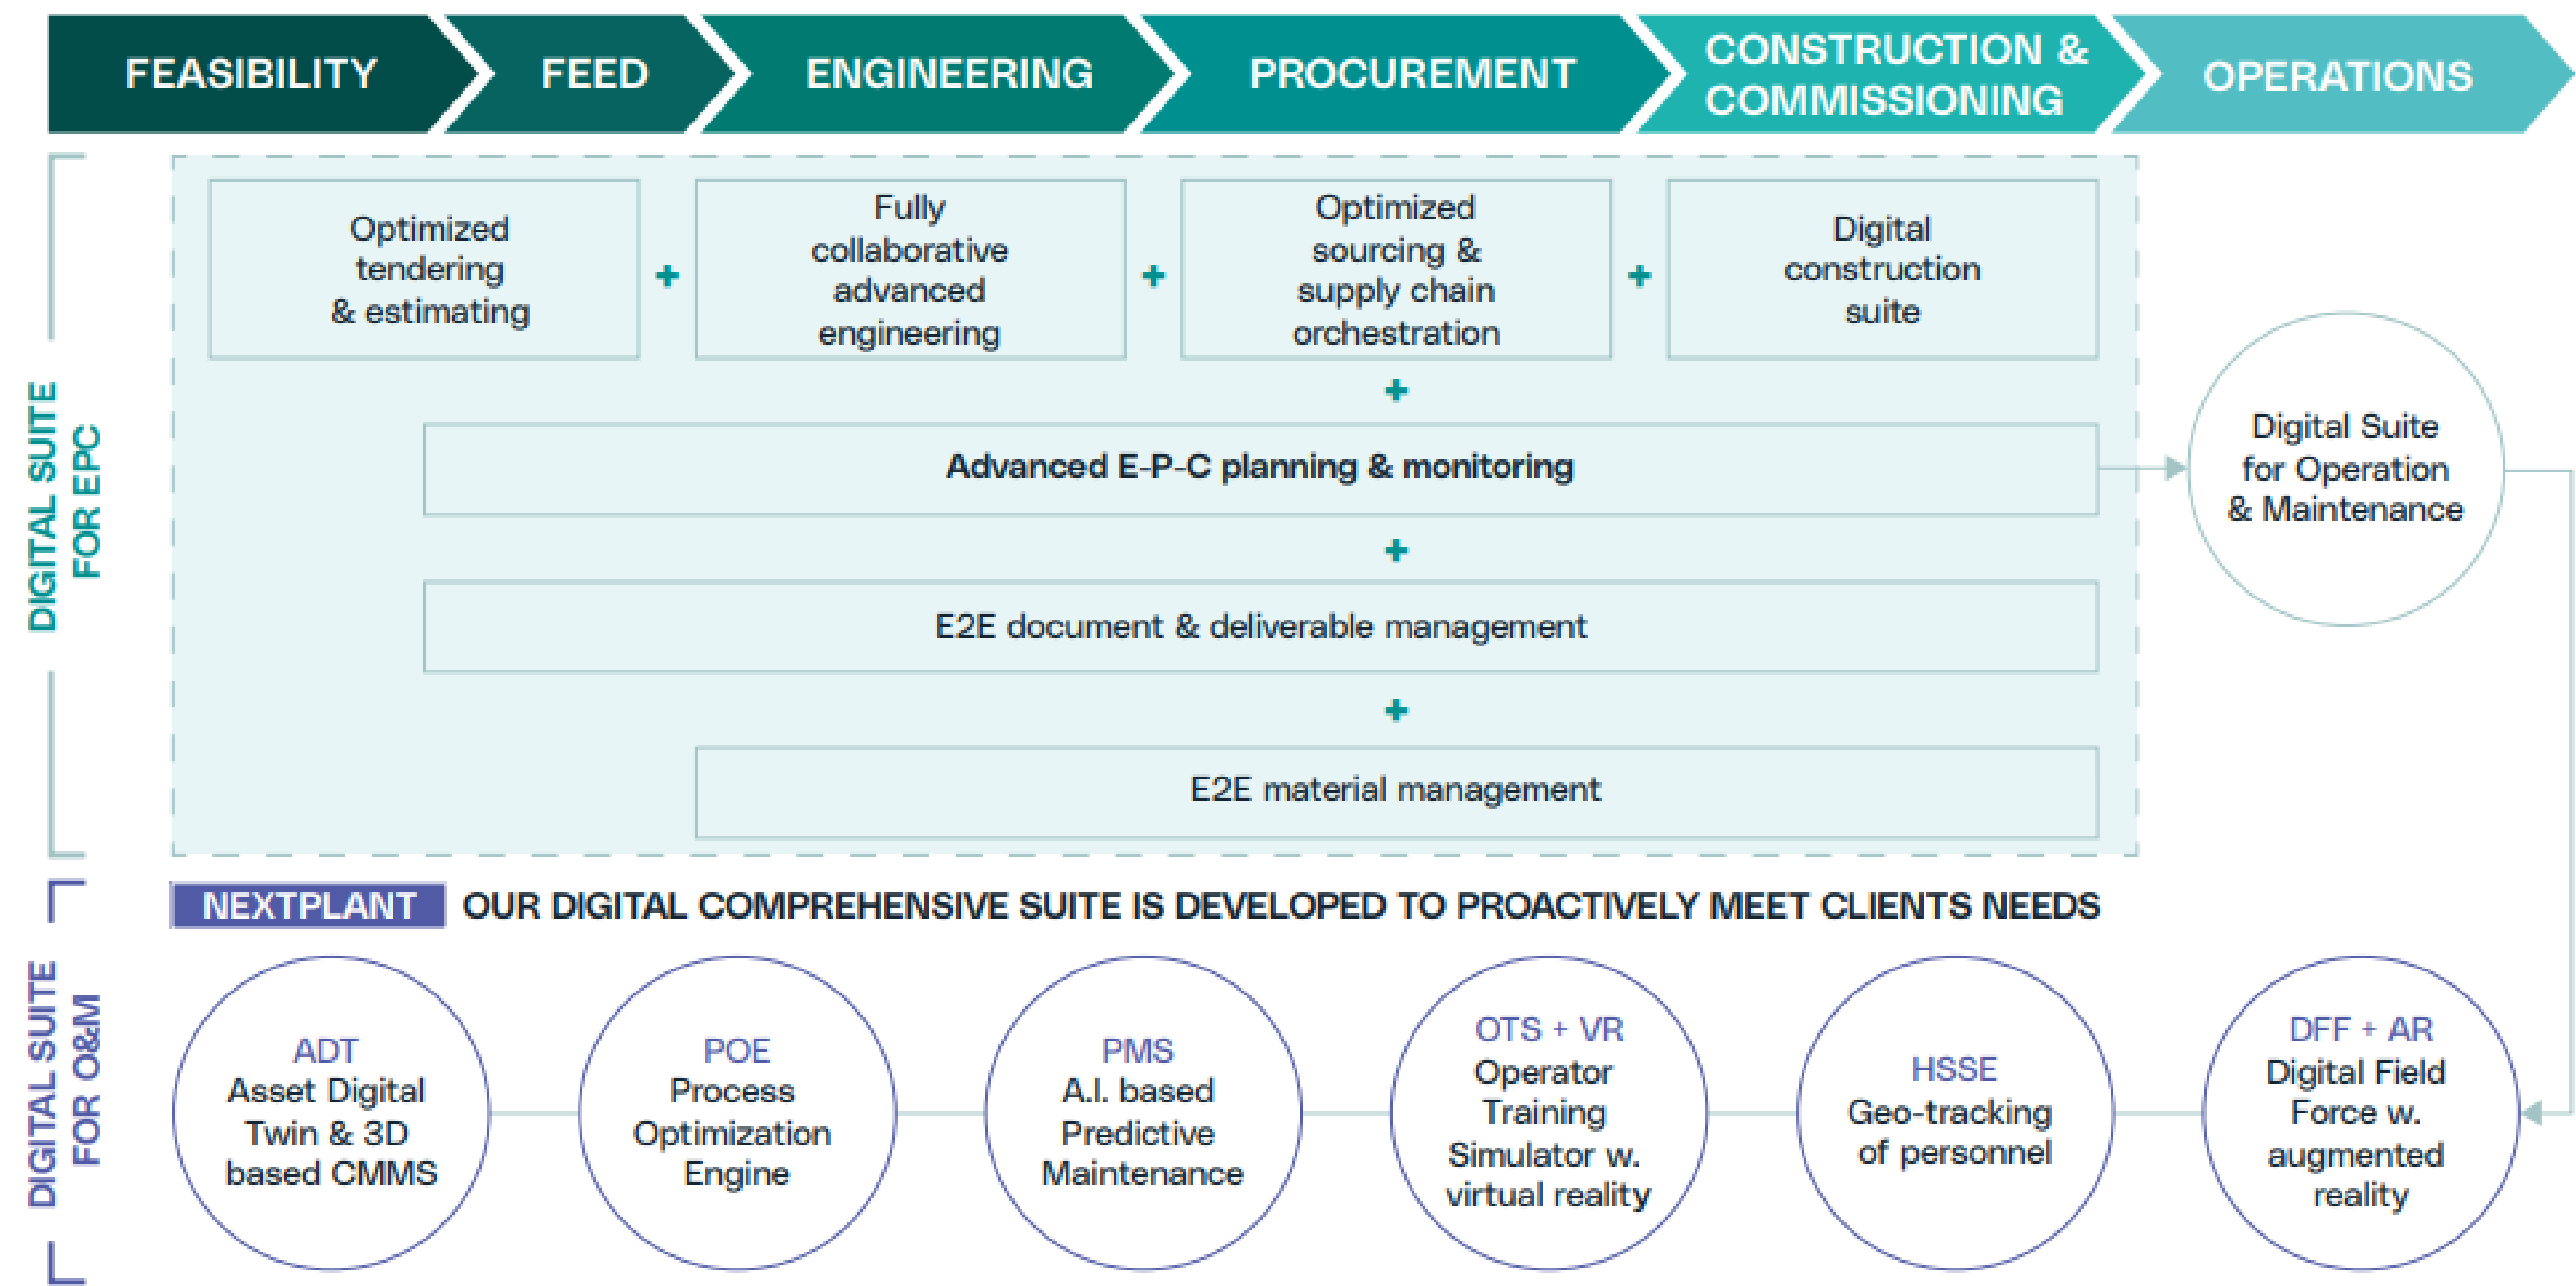 FEASIBILITY
FEED
ENGINEERING
PROCUREMENT
CONSTRUCTION &
COMMISSIONING
OPERATIONS
DIGITAL SUITE
FOR EPC
Optimized
tendering
& estimating
+
Fully
collaborative
advanced
engineering
+
Optimized
sourcing &
supply chain
orchestration
+
Digital
construction
suite
+
Advanced E-P-C planning & monitoring
+
E2E document & deliverable management
+
E2E material management
Digital Suite
for Operation
& Maintenance
NEXTPLANT OUR DIGITAL COMPREHENSIVE SUITE IS DEVELOPED TO PROACTIVELY MEET CLIENTS NEEDS
DIGITAL SUITE
FOR O&M
ADT
Asset Digital
Twin & 3D
based CMMS
POE
Process
Optimization
Engine
PMS
A.I. based
Predictive
Maintenance
OTS + VR
Operator
Training
Simulator w.
virtual reality
HSSE
Geo-tracking
of personnel
DFF + AR
Digital Field
Force w.
augmented
reality